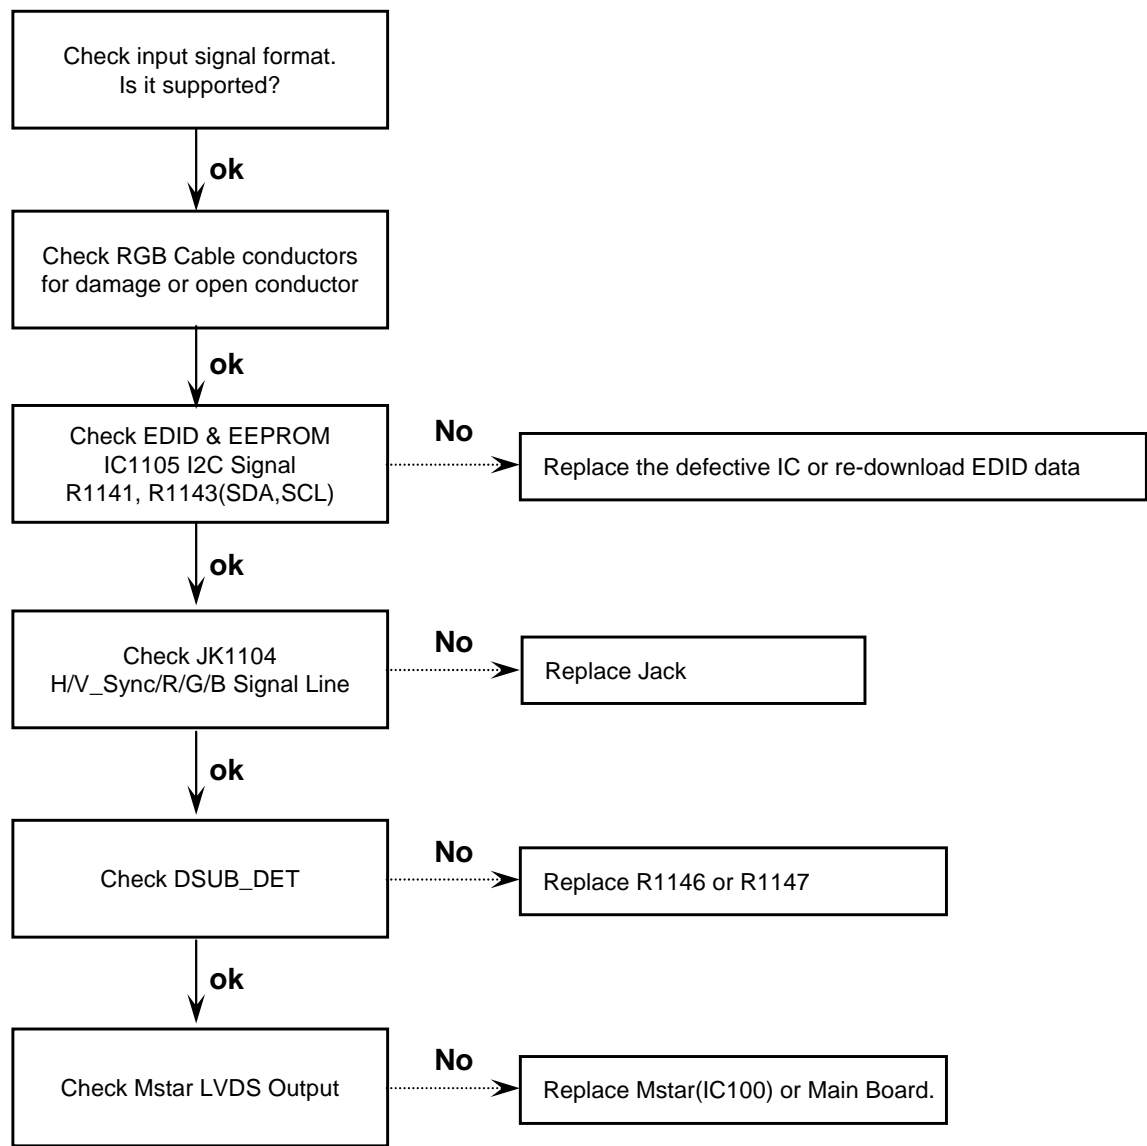 Check input signal format.
Is it supported?
ok
Check RGB Cable conductors
for damage or open conductor
ok
Check EDID & EEPROM
IC1105 I2C Signal
R1141, R1143(SDA,SCL)
No
Replace the defective IC or re-download EDID data
ok
Check JK1104
H/V_Sync/R/G/B Signal Line
No
Replace Jack
ok
Check DSUB_DET
No
Replace R1146 or R1147
ok
Check Mstar LVDS Output
No
Replace Mstar(IC100) or Main Board.